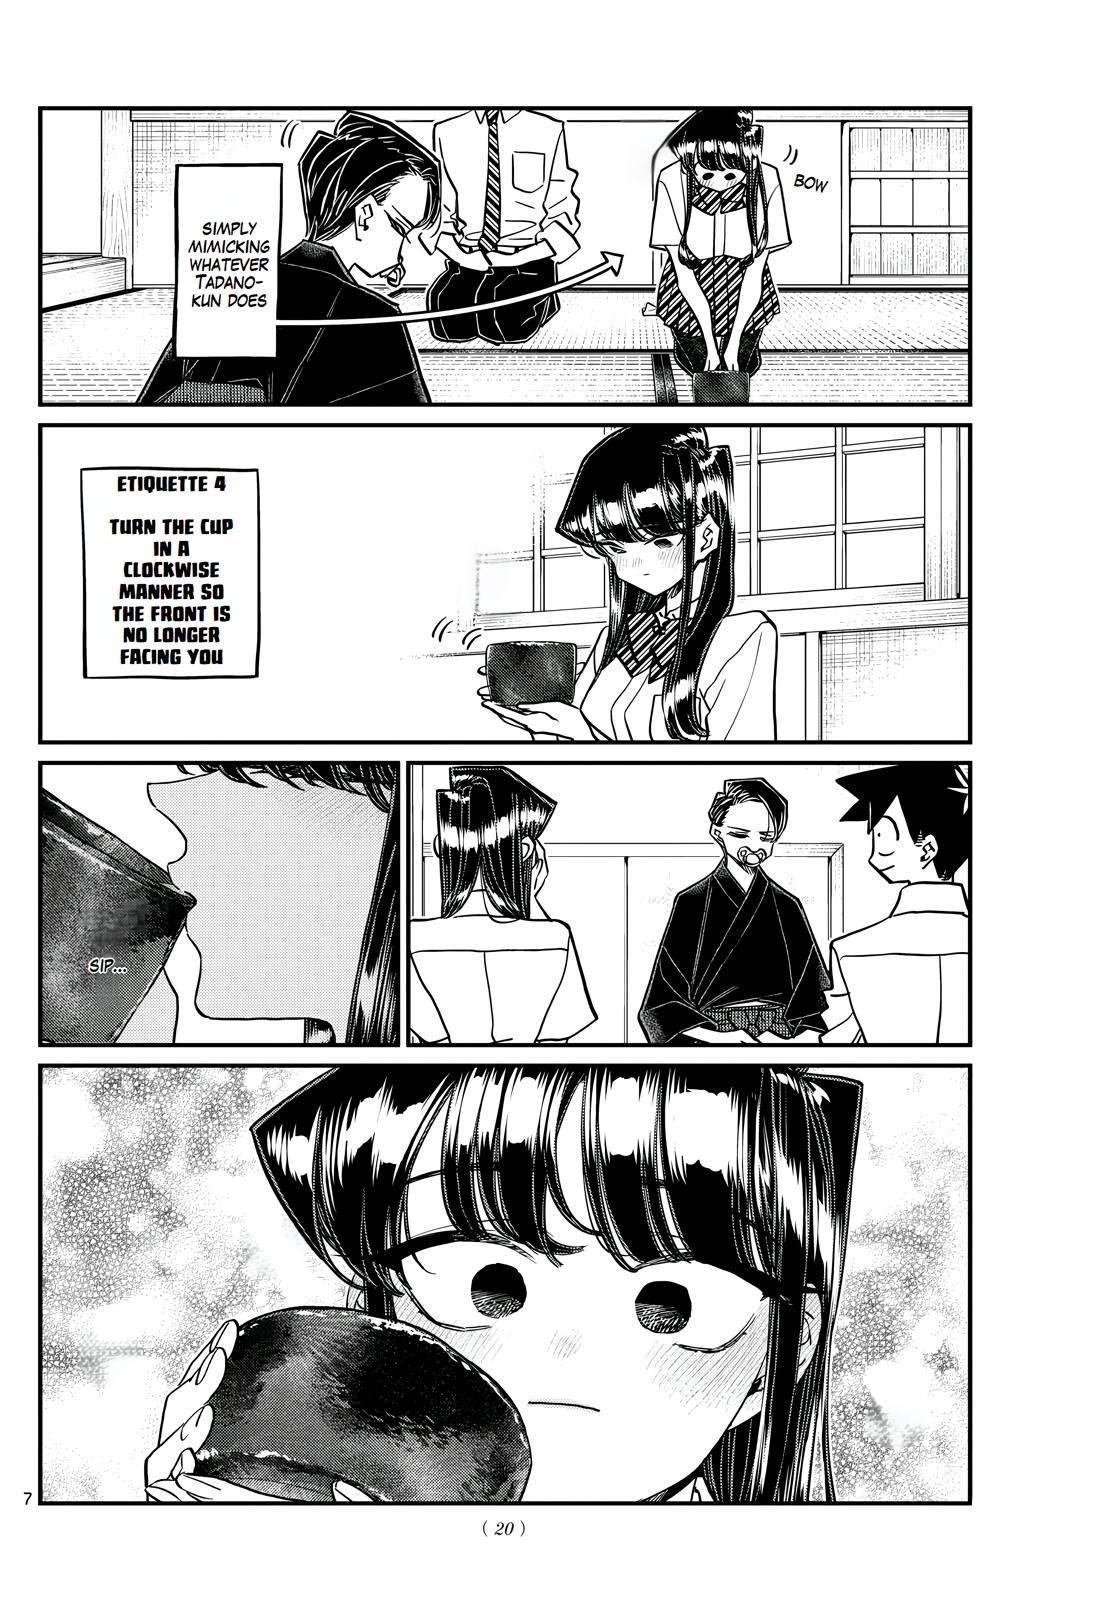 SIMPLY
MIMICKING
WHATEVER
TADANO-
KUN DOES
BOW
ETIQUETTE 4
TURN THE CUP
IN A
CLOCKWISE
MANNER SO
THE FRONT IS
NO LONGER
FACING YOU
SIP...
7
( 20 )